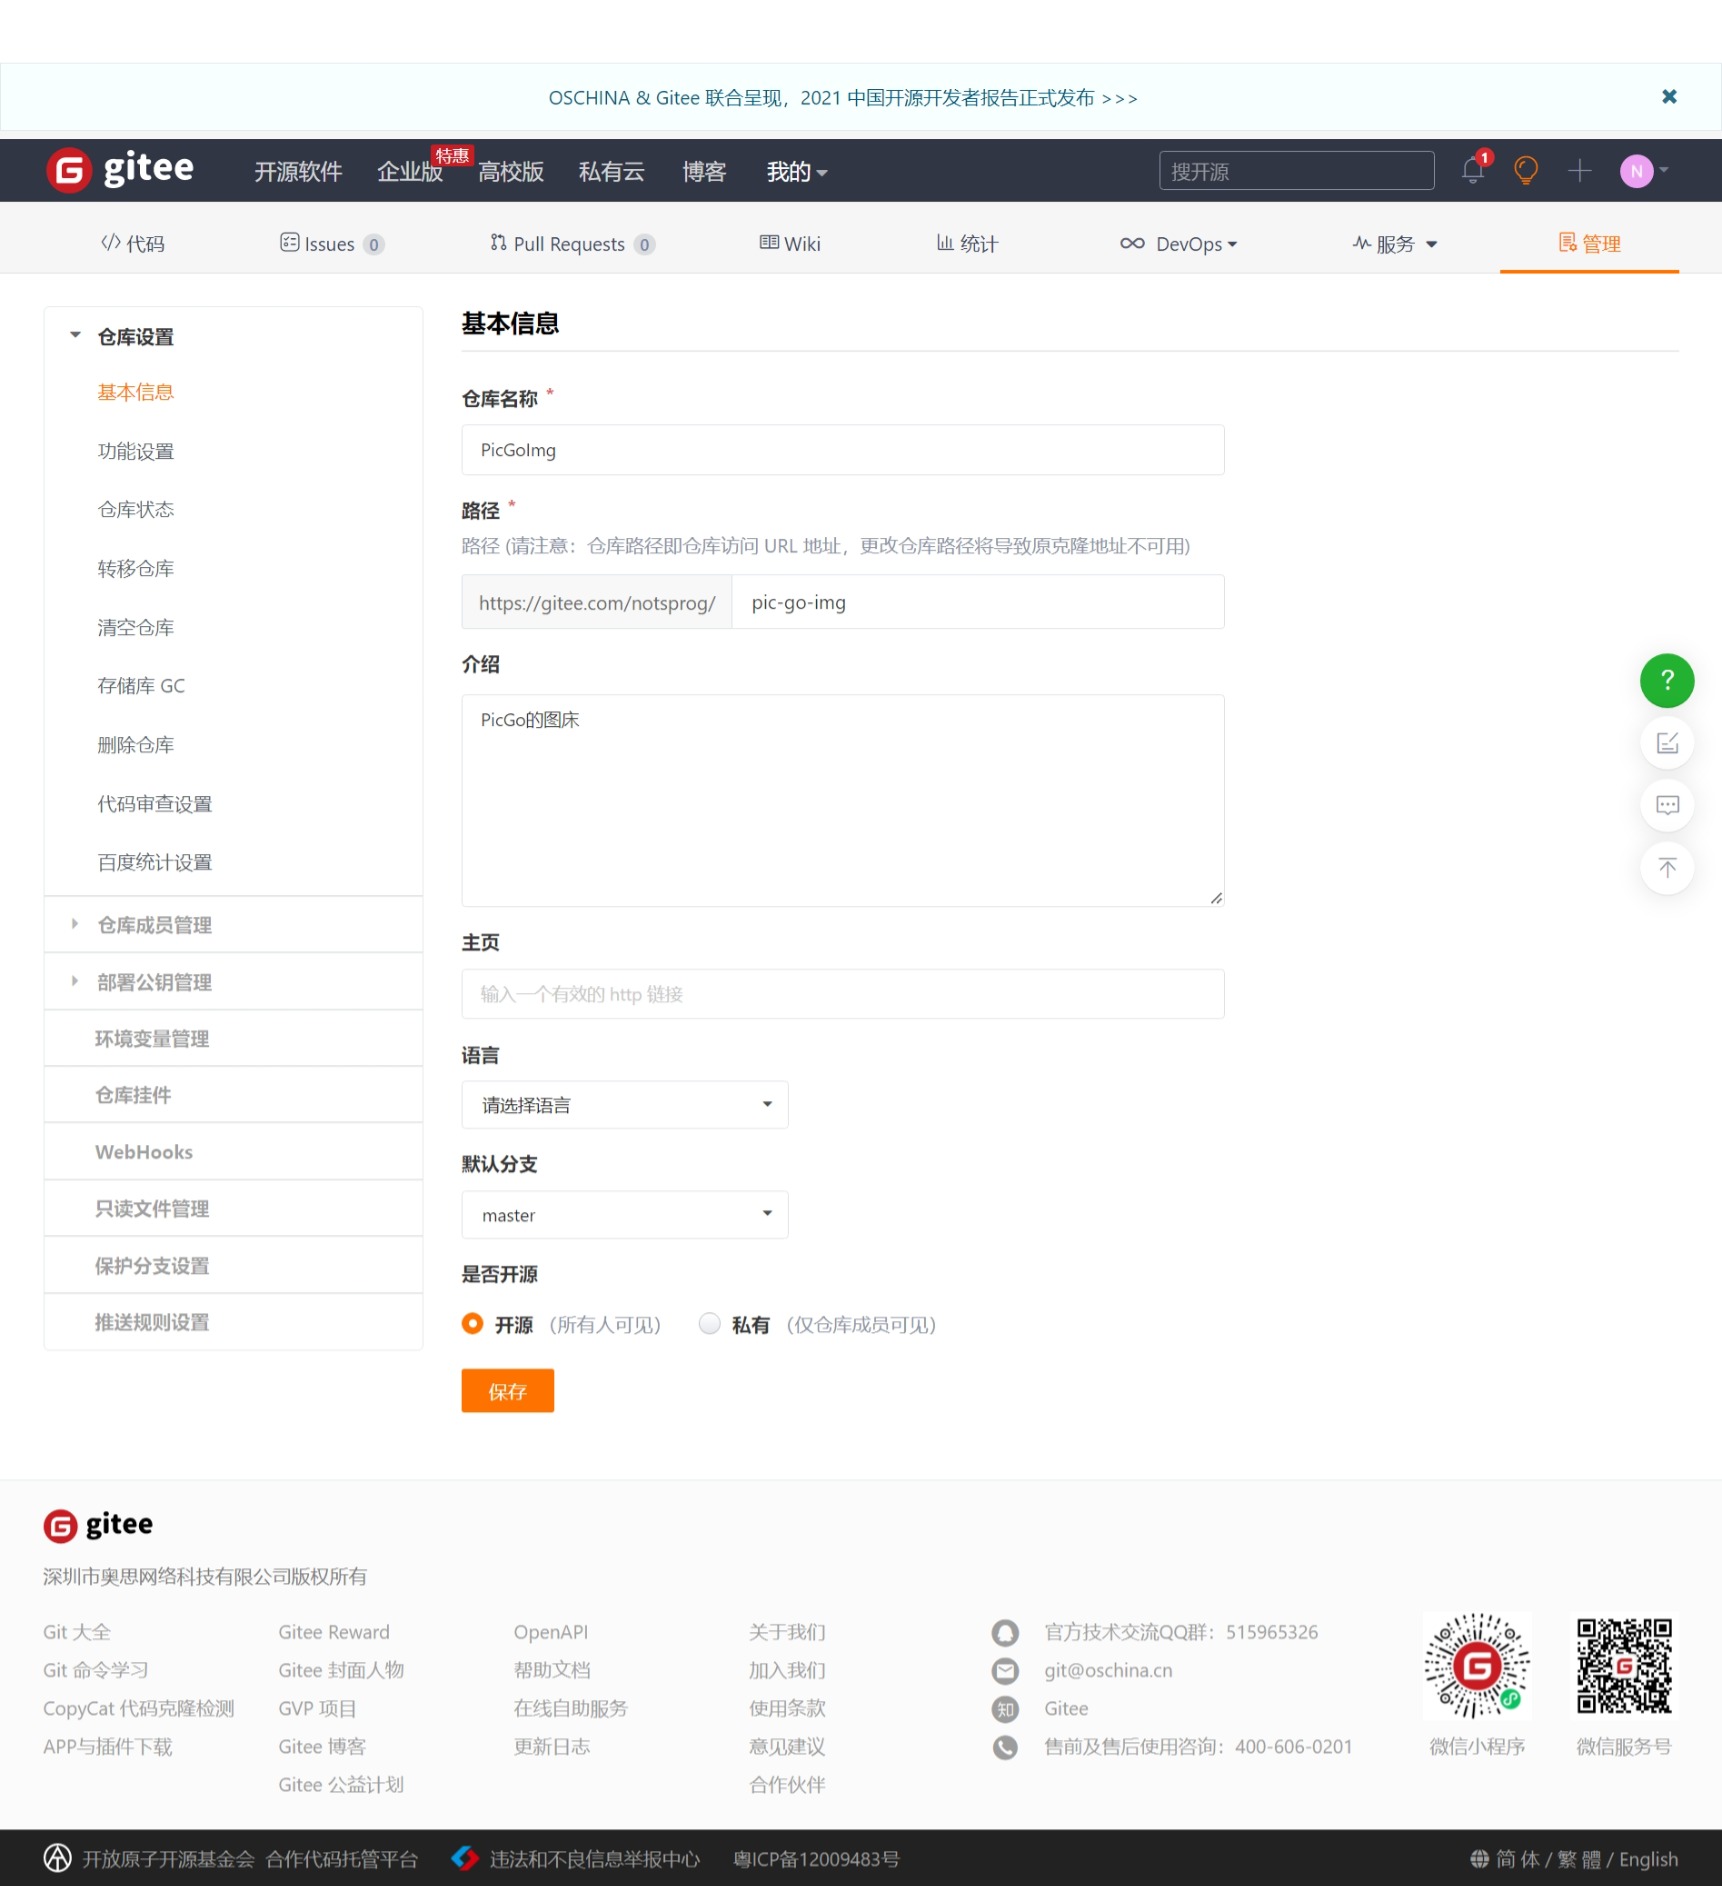 OSCHINA & Gitee 联合呈现，2021 中国开源开发者报告正式发布 >>>
gitee 开源软件 企业版 特惠 高校版 私有云 博客 我的 搜开源 1 N
代码 Issues 0 Pull Requests 0 Wiki 统计 DevOps 服务 管理
仓库设置
基本信息
功能设置
仓库状态
转移仓库
清空仓库
存储库 GC
删除仓库
代码审查设置
百度统计设置
仓库成员管理
部署公钥管理
环境变量管理
仓库挂件
WebHooks
只读文件管理
保护分支设置
推送规则设置
基本信息
仓库名称 *
PicGoImg
路径 *
路径 (请注意：仓库路径即仓库访问 URL 地址，更改仓库路径将导致原克隆地址不可用)
https://gitee.com/notsprog/ pic-go-img
介绍
PicGo的图床
主页
输入一个有效的 http 链接
语言
请选择语言
默认分支
master
是否开源
开源 （所有人可见） 私有 （仅仓库成员可见）
保存
?
gitee
深圳市奥思网络科技有限公司版权所有
Git 大全
Git 命令学习
CopyCat 代码克隆检测
APP与插件下载
Gitee Reward
Gitee 封面人物
GVP 项目
Gitee 博客
Gitee 公益计划
OpenAPI
帮助文档
在线自助服务
更新日志
关于我们
加入我们
使用条款
意见建议
合作伙伴
官方技术交流QQ群：515965326
git@oschina.cn
知 Gitee
售前及售后使用咨询：400-606-0201
微信小程序
微信服务号
开放原子开源基金会 合作代码托管平台 违法和不良信息举报中心 粤ICP备12009483号 简 体 / 繁 體 / English